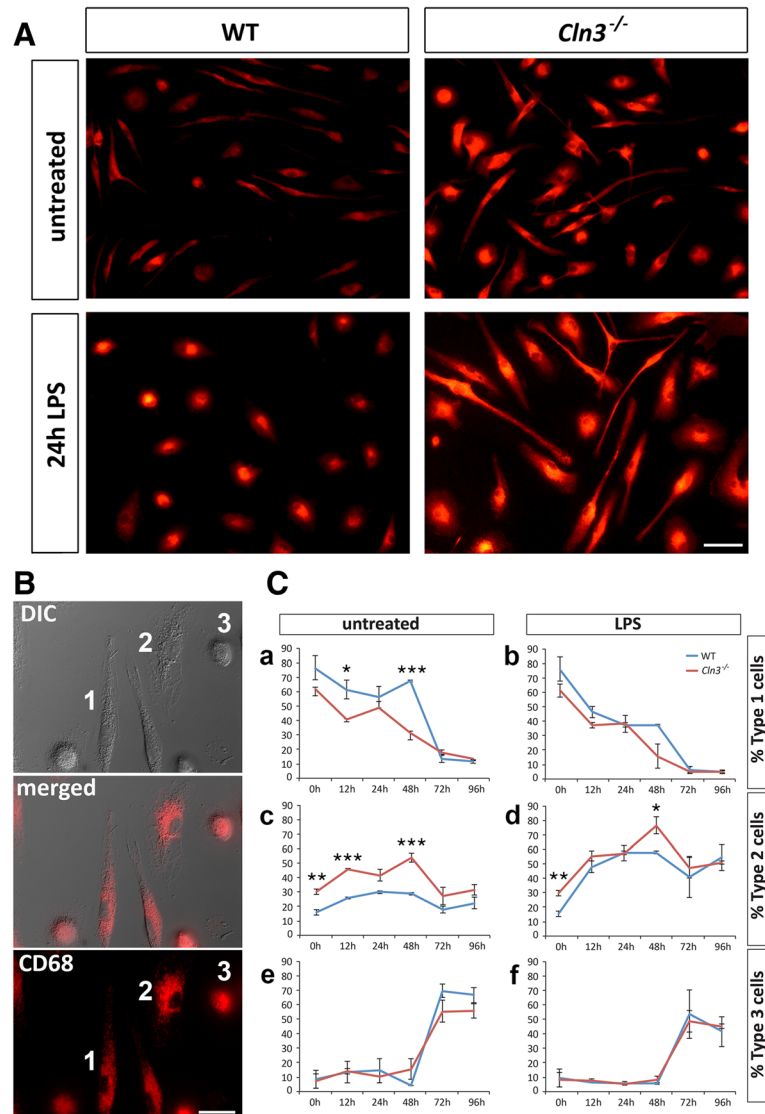 A
WT
Cln3-/-
untreated
24h LPS
B
DIC
1
2
3
merged
CD68
1
2
3
C
untreated
LPS
a
90
80
70
60
50
40
30
20
10
0
* ***
0h 12h 24h 48h 72h 96h
b
90
80
70
60
50
40
30
20
10
0
WT
Cln3-/-
0h 12h 24h 48h 72h 96h
% Type 1 cells
c
90
80
70
60
50
40
30
20
10
0
** *** ***
0h 12h 24h 48h 72h 96h
d
90
80
70
60
50
40
30
20
10
0
** *
0h 12h 24h 48h 72h 96h
% Type 2 cells
e
90
80
70
60
50
40
30
20
10
0
0h 12h 24h 48h 72h 96h
f
90
80
70
60
50
40
30
20
10
0
0h 12h 24h 48h 72h 96h
% Type 3 cells